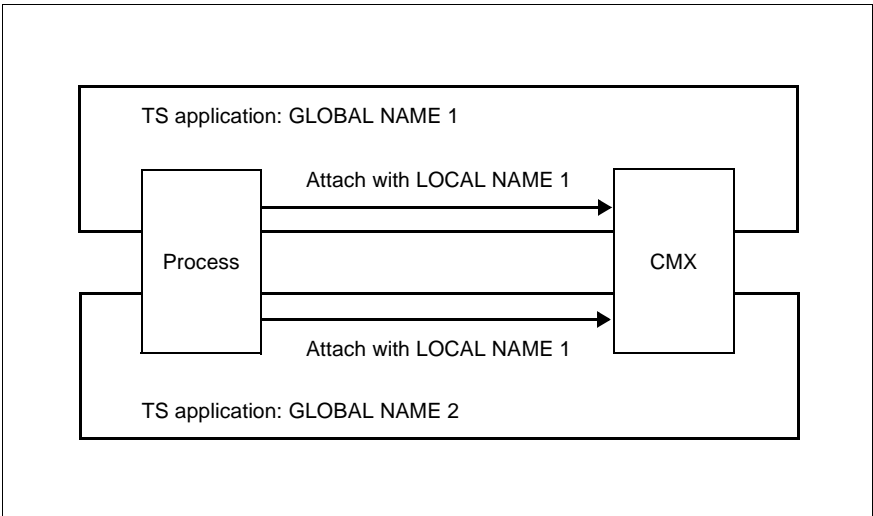 TS application: GLOBAL NAME 1
Attach with LOCAL NAME 1
Process
CMX
Attach with LOCAL NAME 1
TS application: GLOBAL NAME 2